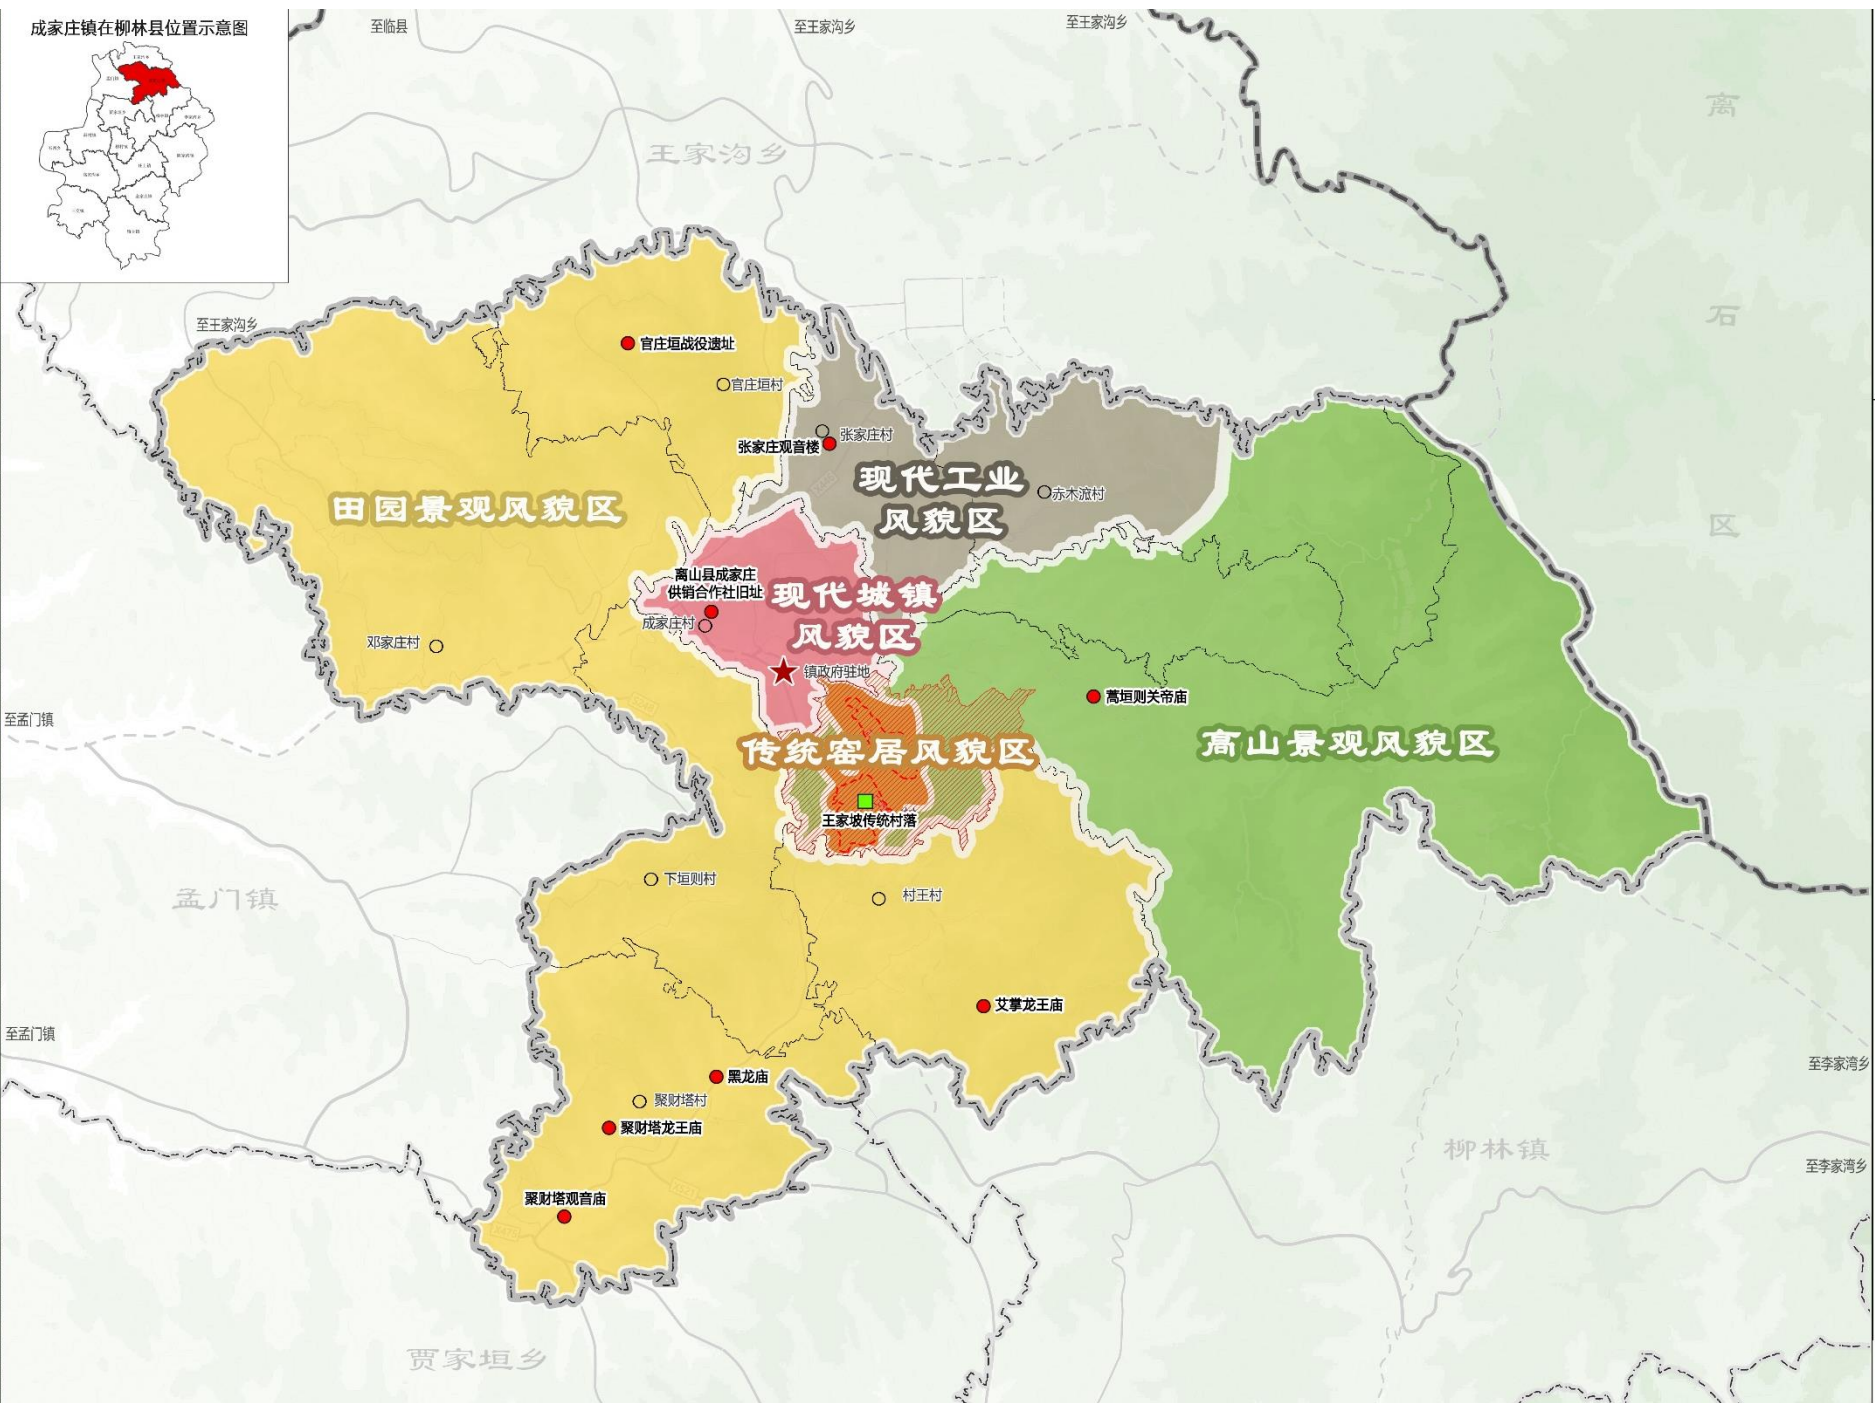 成家庄镇在柳林县位置示意图
至临县
至王家沟乡
至王家沟乡
离
石
区
王家沟乡
至王家沟乡
官庄垣战役遗址
官庄垣村
张家庄村
张家庄观音楼
现代工业
风貌区
赤木洰村
田园景观风貌区
离山县成家庄
供销合作社旧址
现代城镇
风貌区
成家庄村
邓家庄村
镇政府驻地
蒿垣则关帝庙
至孟门镇
传统窑居风貌区
高山景观风貌区
王家坡传统村落
下垣则村
村王村
孟门镇
艾掌龙王庙
至孟门镇
至李家湾乡
黑龙庙
聚财塔村
聚财塔龙王庙
柳林镇
至李家湾乡
聚财塔观音庙
贾家垣乡